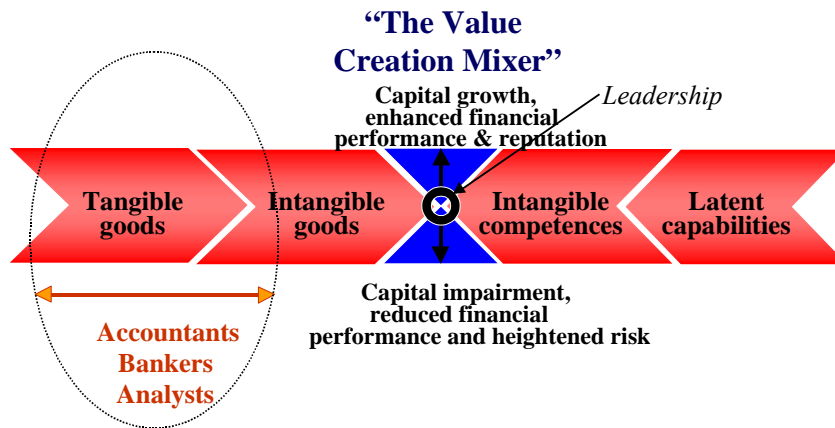 “The Value
Creation Mixer”
Capital growth,
enhanced financial
performance & reputation
Leadership
Tangible
goods
Intangible
goods
Intangible
competences
Latent
capabilities
Capital impairment,
reduced financial
performance and heightened risk
Accountants
Bankers
Analysts